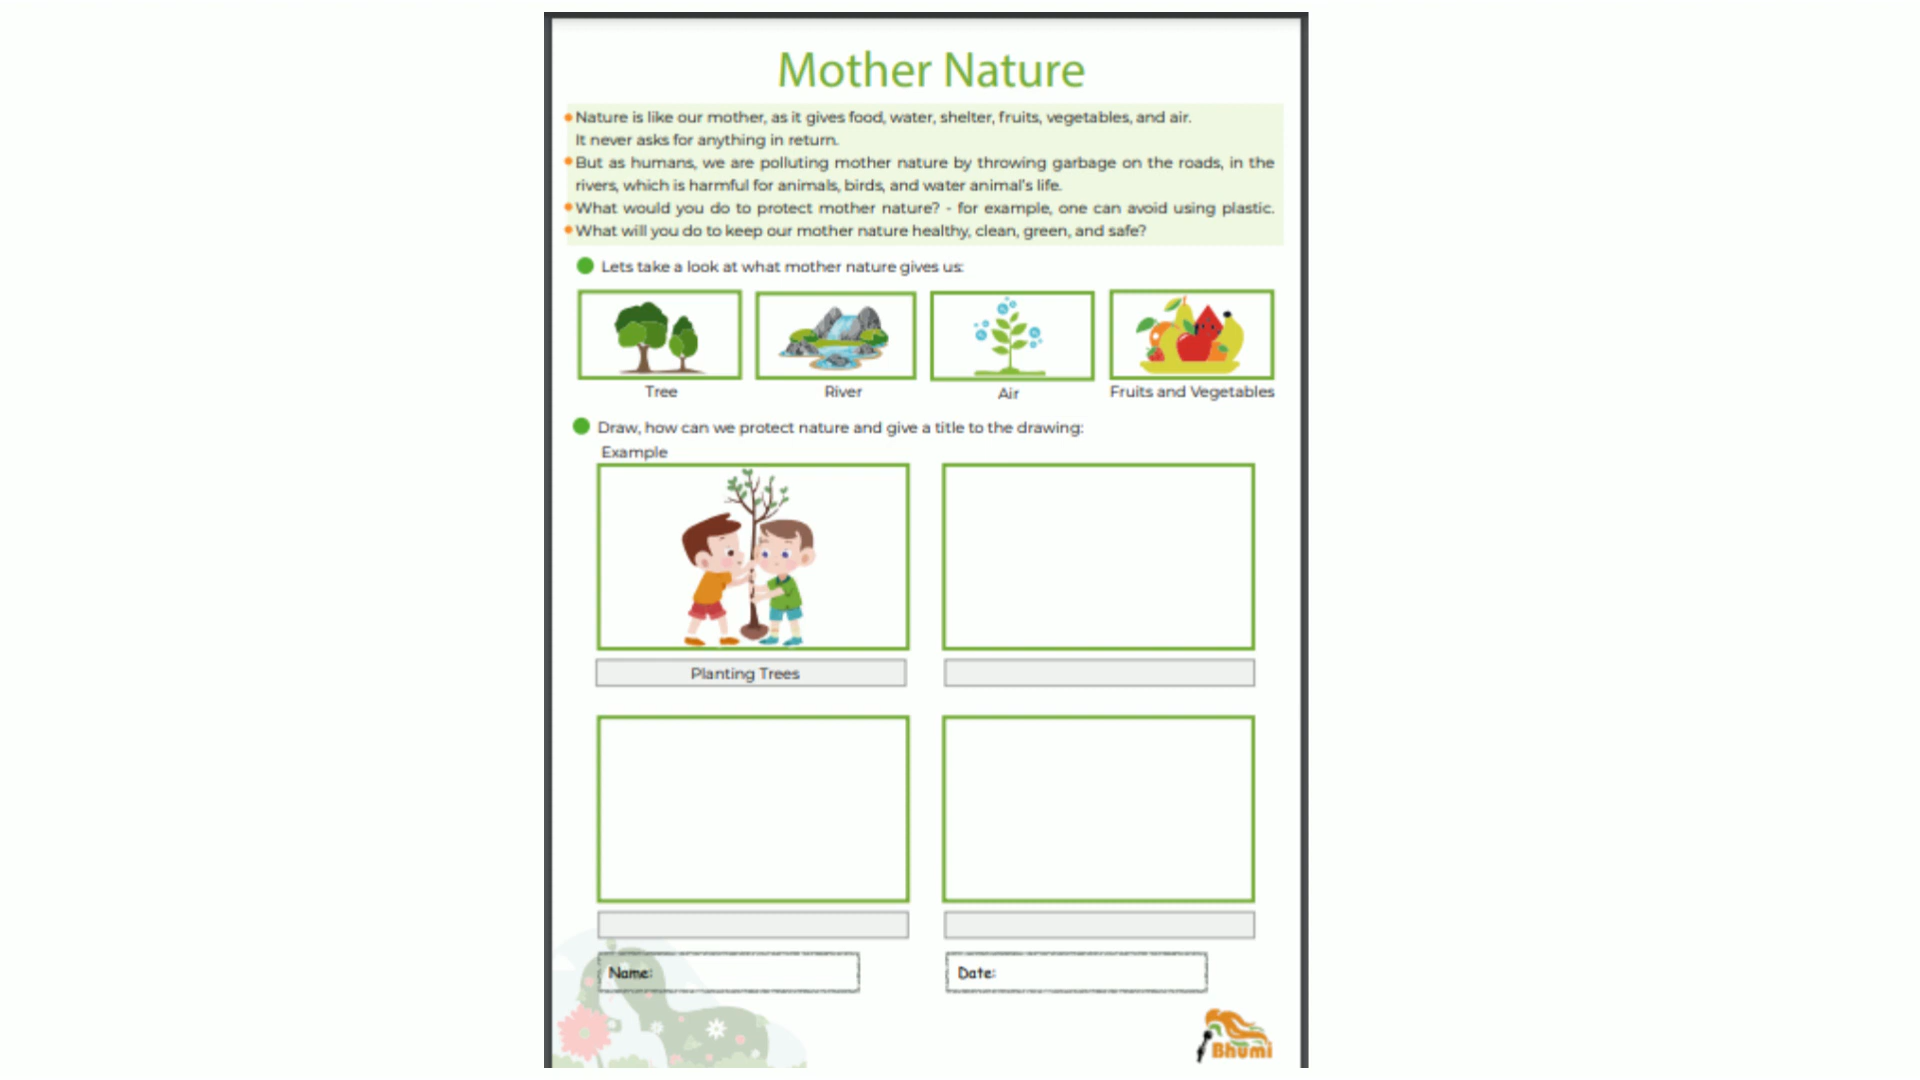 Mother Nature
Nature is like our mother, as it gives food, water, shelter, fruits, vegetables, and air.
It never asks for anything in return.
But as humans, we are polluting mother nature by throwing garbage on the roads, in the
rivers, which is harmful for animals, birds, and water animal's life.
What would you do to protect mother nature? - for example, one can avoid using plastic.
What will you do to keep our mother nature healthy, clean, green, and safe?
Lets take a look at what mother nature gives us:
Tree
River
Air
Fruits and Vegetables
Draw, how can we protect nature and give a title to the drawing:
Example
Planting Trees
Name:
Date:
Bhumi